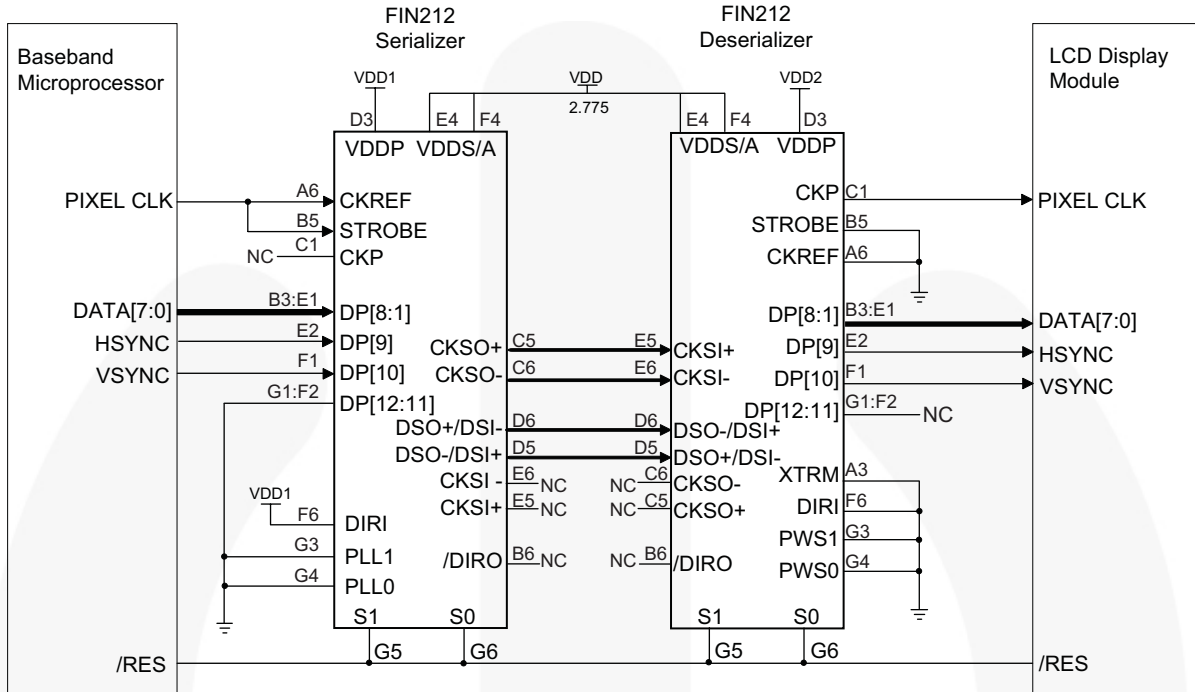 FIN212
Serializer
FIN212
Deserializer
Baseband
Microprocessor
LCD Display
Module
VDD1
VDD
2.775
VDD2
D3
E4
F4
E4
F4
D3
VDDP
VDDS/A
VDDS/A
VDDP
PIXEL CLK
A6
CKREF
B5
STROBE
NC
C1
CKP
CKP
C1
PIXEL CLK
STROBE
B5
CKREF
A6
DATA[7:0]
B3:E1
DP[8:1]
HSYNC
E2
DP[9]
VSYNC
F1
DP[10]
G1:F2
DP[12:11]
DP[8:1]
B3:E1
DATA[7:0]
DP[9]
E2
HSYNC
DP[10]
F1
VSYNC
DP[12:11]
G1:F2
NC
CKSO+
C5
E5
CKSI+
CKSO-
C6
E6
CKSI-
DSO+/DSI-
D6
D6
DSO-/DSI+
DSO-/DSI+
D5
D5
DSO+/DSI-
CKSI -
E6
NC
NC
C6
CKSO-
CKSI+
E5
NC
NC
C5
CKSO+
/DIRO
B6
NC
NC
B6
/DIRO
VDD1
F6
DIRI
G3
PLL1
G4
PLL0
XTRM
A3
DIRI
F6
PWS1
G3
PWS0
G4
S1
S0
S1
S0
/RES
G5
G6
G5
G6
/RES